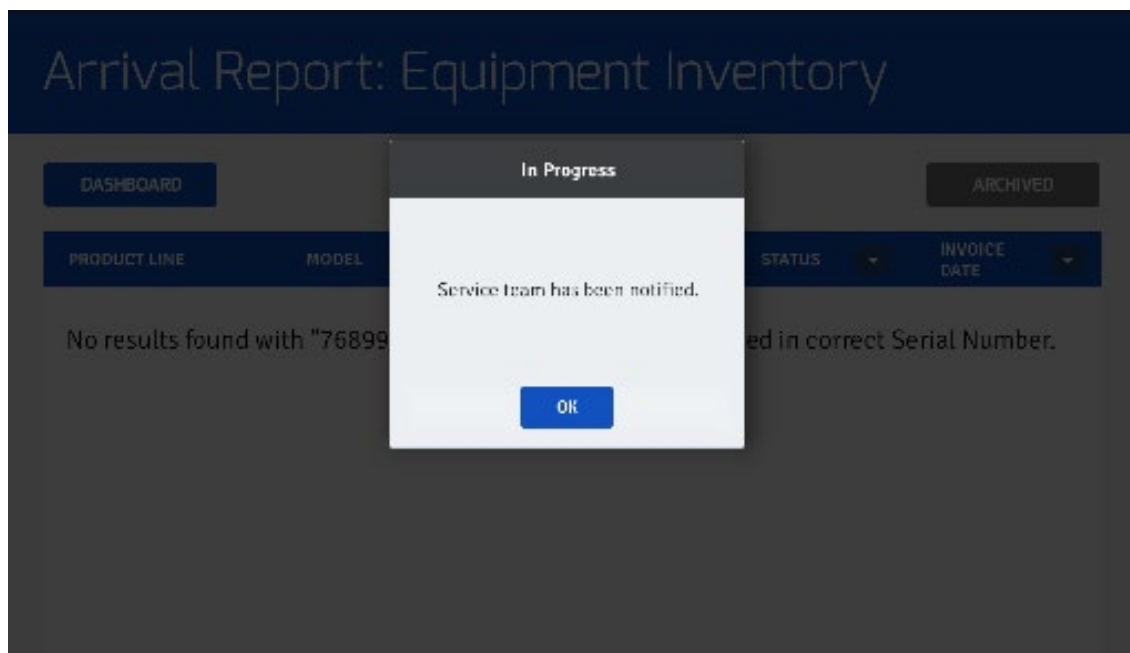 Arrival Report: Equipment Inventory
In Progress
DASHBOARD
ARCHIVED
PRODUCT LINE MODEL STATUS INVOICE DATE
Service team has been notified.
No results found with "76899 ed in correct Serial Number.
OK